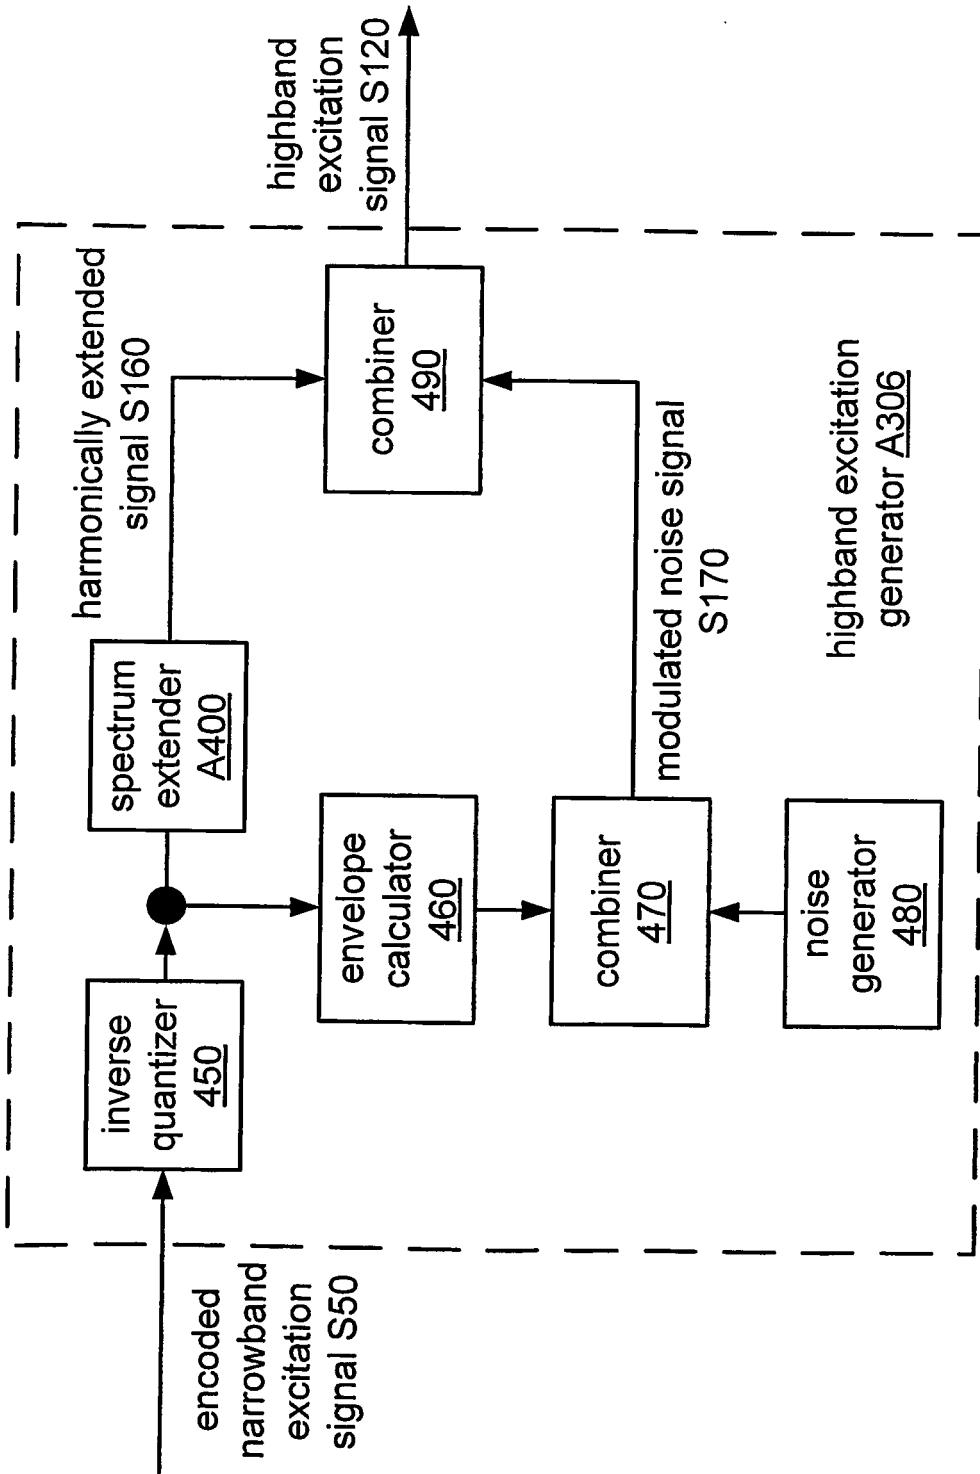 encoded
narrowband
excitation
signal S50
inverse
quantizer
450
spectrum
extender
A400
harmonically extended
signal S160
highband
excitation
signal S120
envelope
calculator
460
combiner
490
combiner
470
modulated noise signal
S170
noise
generator
480
highband excitation
generator A306